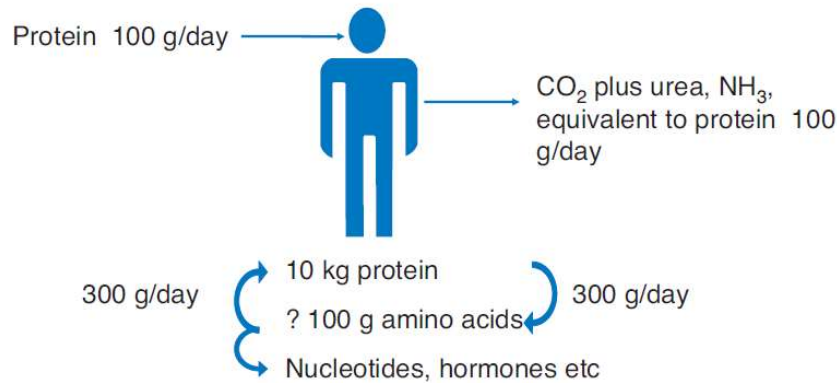 Protein 100 g/day
CO₂ plus urea, NH₃,
equivalent to protein 100
g/day
10 kg protein
300 g/day
300 g/day
? 100 g amino acids
Nucleotides, hormones etc